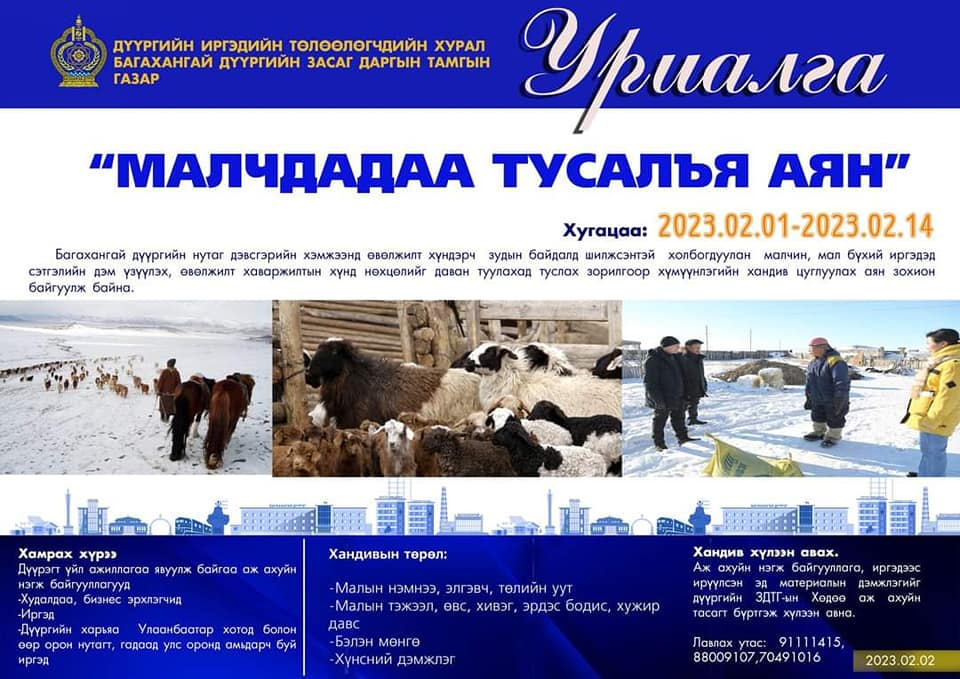 ДҮҮРГИЙН ИРГЭДИЙН ТӨЛӨӨЛӨГЧДИЙН ХУРАЛ
БАГАХАНГАЙ ДҮҮРГИЙН ЗАСАГ ДАРГЫН ТАМГЫН
ГАЗАР
Уриалга
“МАЛЧДАДАА ТУСАЛЪЯ АЯН”
Хугацаа: 2023.02.01-2023.02.14
Багахангай дүүргийн нутаг дэвсгэрийн хэмжээнд өвөлжилт хүндэрч зудын байдалд шилжсэнтэй холбогдуулан малчин, мал бүхий иргэдэд
сэтгэлийн дэм үзүүлэх, өвөлжилт хаваржилтын хүнд нөхцөлийг даван туулахад туслах зорилгоор хүмүүнлэгийн хандив цуглуулах аян зохион
байгуулж байна.
Хамрах хүрээ
Дүүрэгт үйл ажиллагаа явуулж байгаа аж ахуйн
нэгж байгууллагууд
-Худалдаа, бизнес эрхлэгчид
-Иргэд
-Дүүргийн харъяа Улаанбаатар хотод болон
өөр орон нутагт, гадаад улс оронд амьдарч буй
иргэд
Хандивын төрөл:
-Малын нэмнээ, элгэвч, төлийн уут
-Малын тэжээл, өвс, хивэг, эрдэс бодис, хужир
давс
-Бэлэн мөнгө
-Хүнсний дэмжлэг
Хандив хүлээн авах.
Аж ахуйн нэгж байгууллага, иргэдээс
ирүүлсэн эд материалын дэмжлэгийг
дүүргийн ЗДТГ-ын Хөдөө аж ахуйн
тасагт бүртгэж хүлээн авна.
Лавлах утас: 91111415,
88009107,70491016
2023.02.02